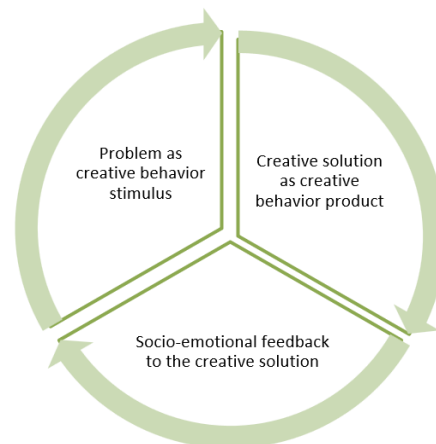 Problem as
creative behavior
stimulus
Creative solution
as creative
behavior product
Socio-emotional feedback
to the creative solution